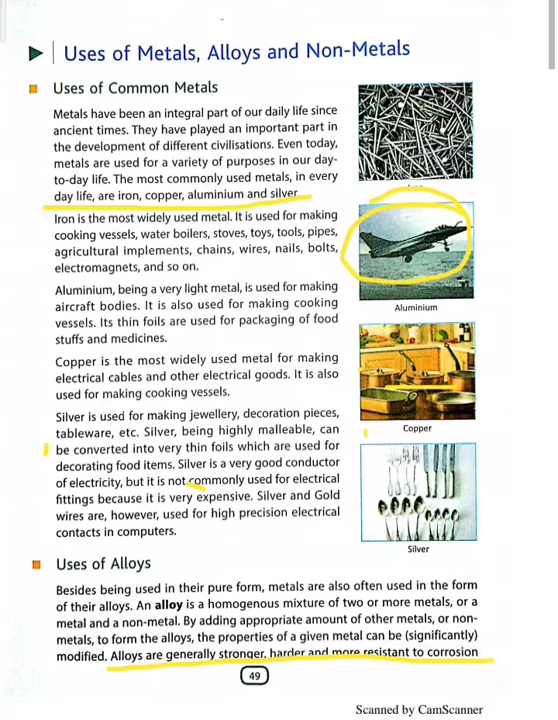 Uses of Metals, Alloys and Non-Metals
Uses of Common Metals
Metals have been an integral part of our daily life since
ancient times. They have played an important part in
the development of different civilisations. Even today,
metals are used for a variety of purposes in our day-
to-day life. The most commonly used metals, in every
day life, are iron, copper, aluminium and silver
Iron is the most widely used metal. It is used for making
cooking vessels, water boilers, stoves, toys, tools, pipes,
agricultural implements, chains, wires, nails, bolts,
electromagnets, and so on.
Aluminium, being a very light metal, is used for making
aircraft bodies. It is also used for making cooking
vessels. Its thin foils are used for packaging of food
stuffs and medicines.
Aluminium
Copper is the most widely used metal for making
electrical cables and other electrical goods. It is also
used for making cooking vessels.
Copper
Silver is used for making jewellery, decoration pieces,
tableware, etc. Silver, being highly malleable, can
be converted into very thin foils which are used for
decorating food items. Silver is a very good conductor
of electricity, but it is not commonly used for electrical
fittings because it is very expensive. Silver and Gold
wires are, however, used for high precision electrical
contacts in computers.
Silver
Uses of Alloys
Besides being used in their pure form, metals are also often used in the form
of their alloys. An alloy is a homogenous mixture of two or more metals, or a
metal and a non-metal. By adding appropriate amount of other metals, or non-
metals, to form the alloys, the properties of a given metal can be (significantly)
modified. Alloys are generally stronger, harder and more resistant to corrosion
49
Scanned by CamScanner